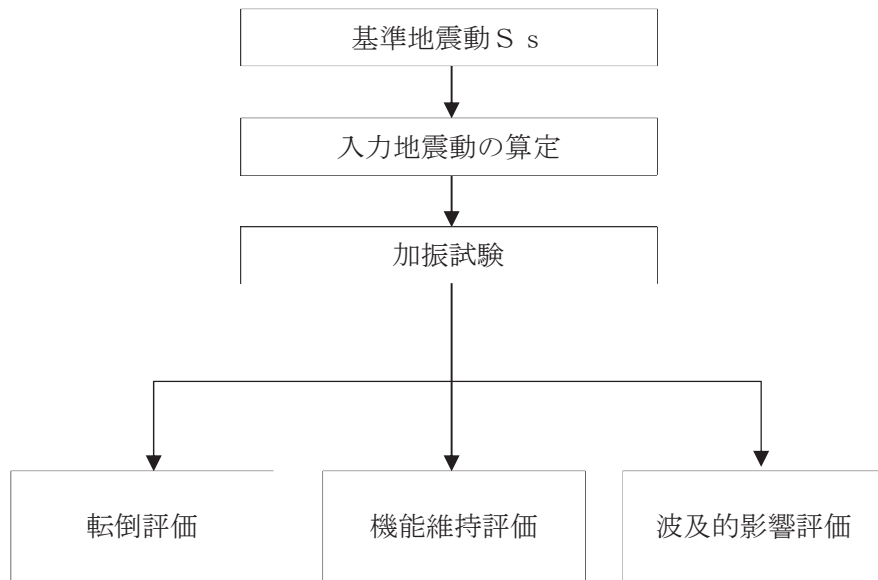 基準地震動Ｓｓ
入力地震動の算定
加振試験
転倒評価
機能維持評価
波及的影響評価